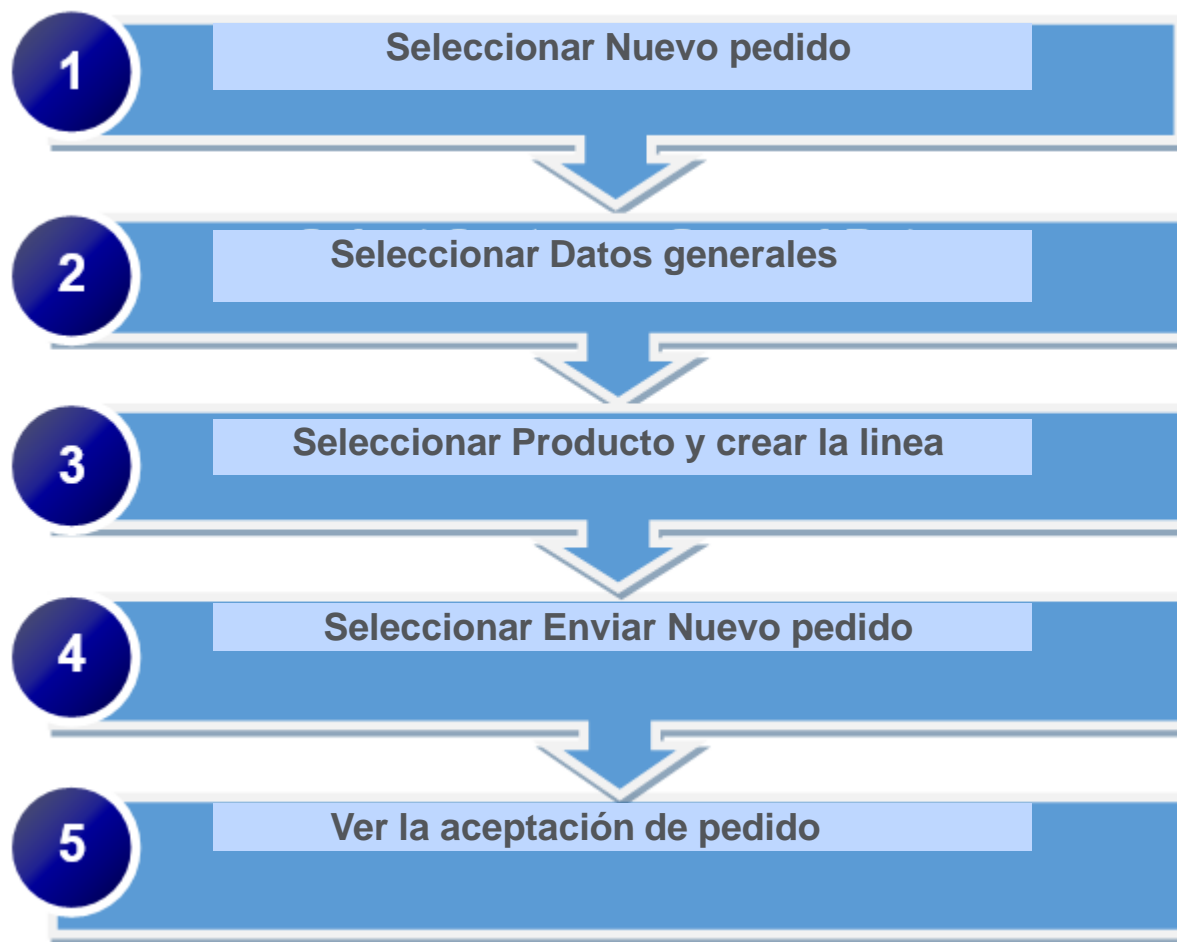 1
Seleccionar Nuevo pedido
2
Seleccionar Datos generales
3
Seleccionar Producto y crear la linea
4
Seleccionar Enviar Nuevo pedido
5
Ver la aceptación de pedido